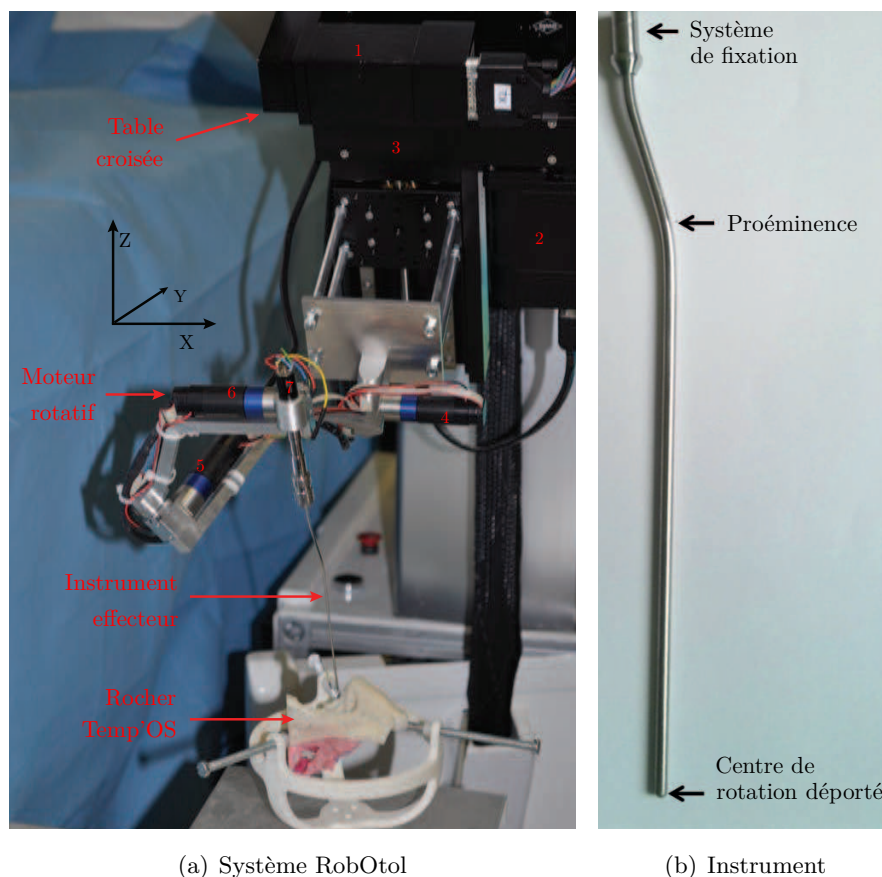 1
Table
croisée
3
2
Z
Y
X
Moteur
rotatif
6
7
4
5
Instrument
effecteur
Rocher
Temp'OS
(a) Système RobOtol
Système
de fixation
Proéminence
Centre de
rotation déporté
(b) Instrument